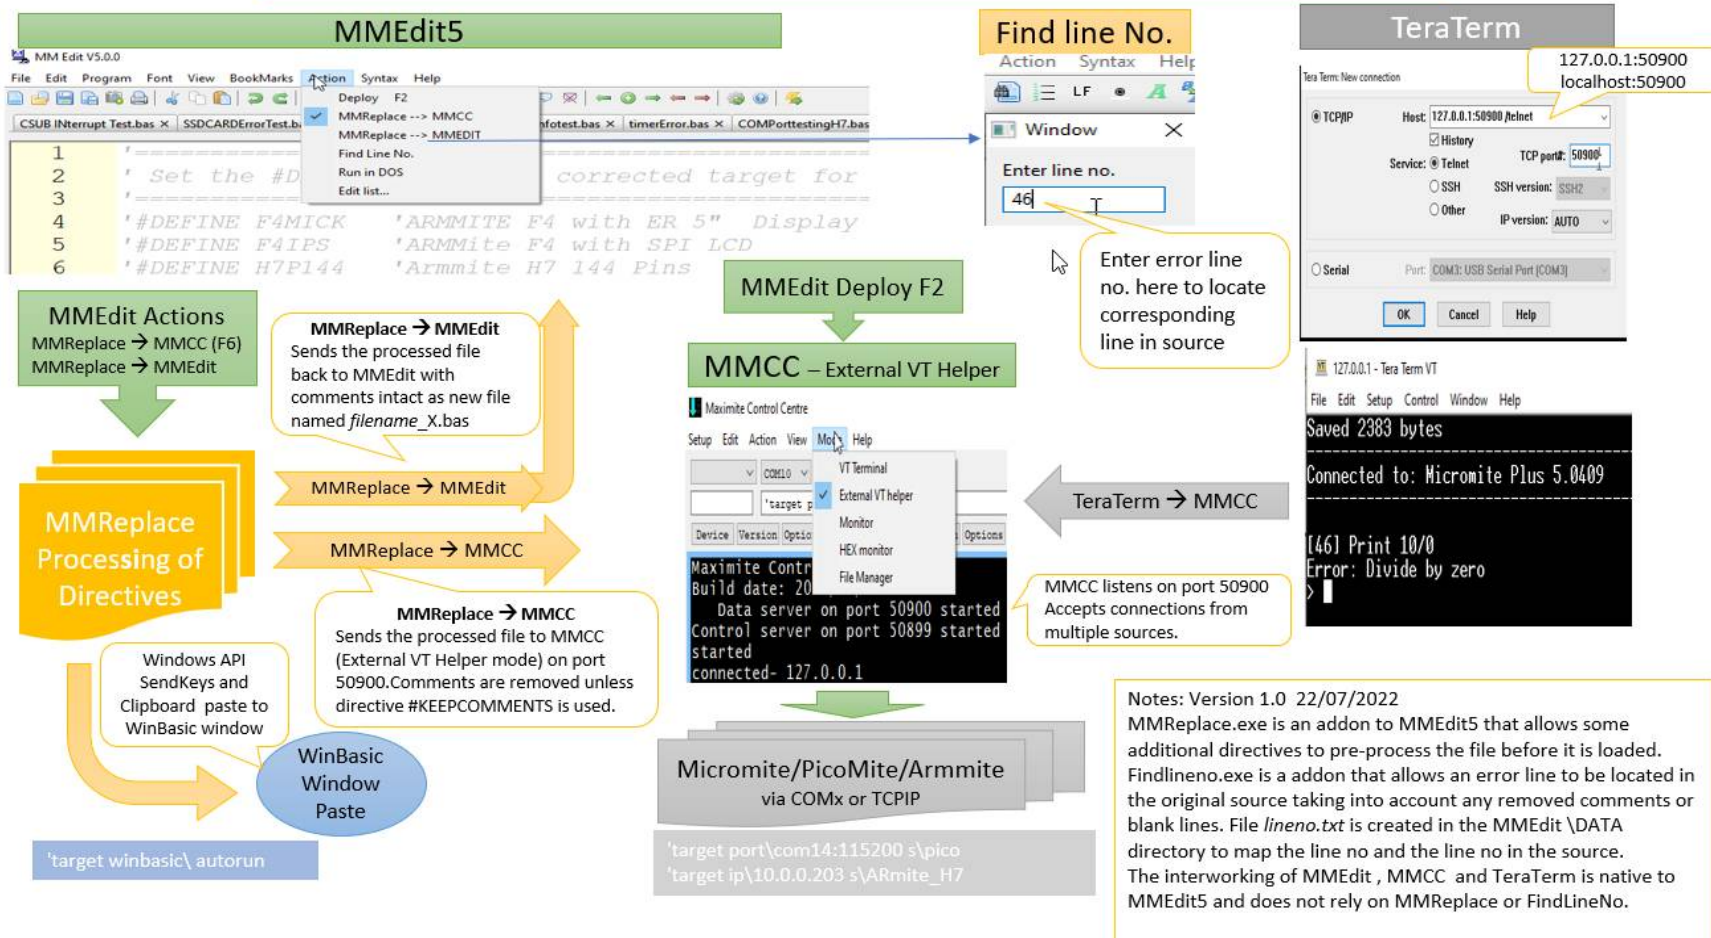 MMEdit5
MM Edit V5.0.0
File Edit Program Font View BookMarks Action Syntax Help
Deploy F2
MMReplace --> MMCC
MMReplace --> MMEDIT
Find Line No.
Run in DOS
Edit list...
CSUB INterrupt Test.bas × SSDCARDErrorTest.ba
nfotest.bas × timerError.bas × COMPorttestingH7.bas
1 '=
2 ' Set the #D corrected target for
3 '=
4 '#DEFINE F4MICK 'ARMMITE F4 with ER 5" Display
5 '#DEFINE F4IPS 'ARMMite F4 with SPI LCD
6 '#DEFINE H7P144 'Armmite H7 144 Pins
Find line No.
Action Syntax Help
LF
Window
Enter line no.
46
Enter error line
no. here to locate
corresponding
line in source
TeraTerm
127.0.0.1:50900
localhost:50900
Tera Term: New connection
TCP/IP
Host: 127.0.0.1:50900 /telnet
History
Service: Telnet
TCP port#: 50900
SSH
SSH version: SSH2
Other
IP version: AUTO
Serial
Port: COM3: USB Serial Port (COM3)
OK Cancel Help
MMEdit Actions
MMReplace → MMCC (F6)
MMReplace → MMEdit
MMReplace → MMEdit
Sends the processed file
back to MMEdit with
comments intact as new file
named filename_X.bas
MMReplace
Processing of
Directives
MMReplace → MMEdit
MMReplace → MMCC
MMReplace → MMCC
Sends the processed file to MMCC
(External VT Helper mode) on port
50900.Comments are removed unless
directive #KEEPCOMMENTS is used.
Windows API
SendKeys and
Clipboard paste to
WinBasic window
WinBasic
Window
Paste
'target winbasic\ autorun
MMEdit Deploy F2
MMCC – External VT Helper
Maximite Control Centre
Setup Edit Action View Mode Help
COM10
'target p
Device Version Optio
Options
VT Terminal
External VT helper
Monitor
HEX monitor
File Manager
Maximite Contr
Build date: 20
Data server on port 50900 started
Control server on port 50899 started
started
connected- 127.0.0.1
TeraTerm → MMCC
MMCC listens on port 50900
Accepts connections from
multiple sources.
127.0.0.1 - Tera Term VT
File Edit Setup Control Window Help
Saved 2383 bytes
Connected to: Micromite Plus 5.0409
[46] Print 10/0
Error: Divide by zero
>
Micromite/PicoMite/Armmite
via COMx or TCPIP
'target port\com14:115200 s\pico
'target ip\10.0.0.203 s\ARmite_H7
Notes: Version 1.0 22/07/2022
MMReplace.exe is an addon to MMEdit5 that allows some
additional directives to pre-process the file before it is loaded.
Findlineno.exe is a addon that allows an error line to be located in
the original source taking into account any removed comments or
blank lines. File lineno.txt is created in the MMEdit \DATA
directory to map the line no and the line no in the source.
The interworking of MMEdit , MMCC and TeraTerm is native to
MMEdit5 and does not rely on MMReplace or FindLineNo.